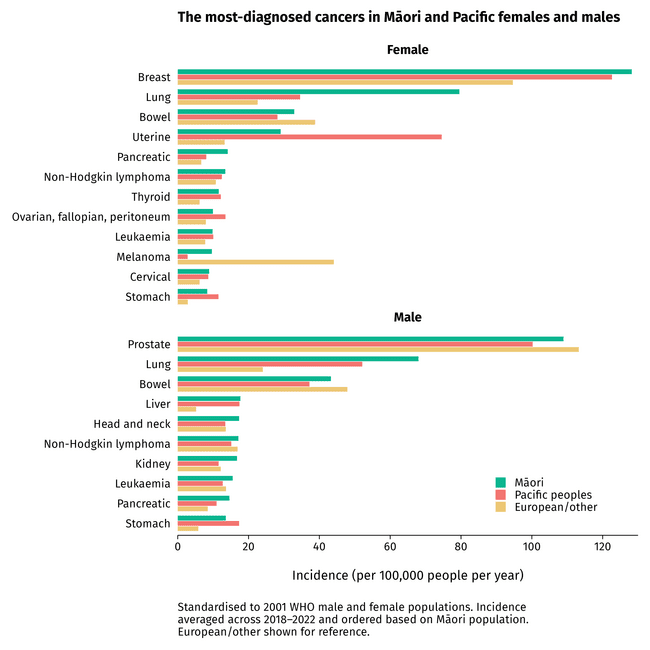 The most-diagnosed cancers in Māori and Pacific females and males
Female
Breast
Lung
Bowel
Uterine
Pancreatic
Non-Hodgkin lymphoma
Thyroid
Ovarian, fallopian, peritoneum
Leukaemia
Melanoma
Cervical
Stomach
Male
Prostate
Lung
Bowel
Liver
Head and neck
Non-Hodgkin lymphoma
Kidney
Leukaemia
Pancreatic
Stomach
Māori
Pacific peoples
European/other
0 20 40 60 80 100 120
Incidence (per 100,000 people per year)
Standardised to 2001 WHO male and female populations. Incidence
averaged across 2018–2022 and ordered based on Māori population.
European/other shown for reference.